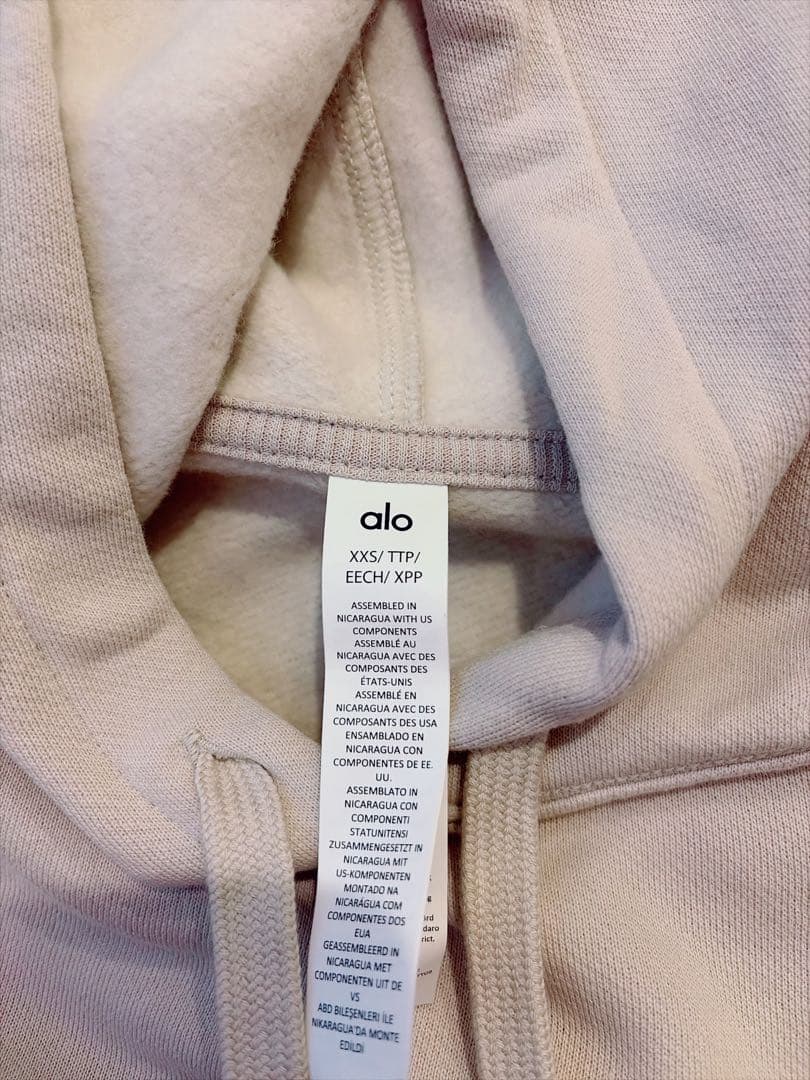 alo
XXS/ TTP/
EECH/ XPP
ASSEMBLED IN
NICARAGUA WITH US
COMPONENTS
ASSEMBLÉ AU
NICARAGUA AVEC DES
COMPOSANTS DES
ÉTATS-UNIS
ASSEMBLÉ EN
NICARAGUA AVEC DES
COMPOSANTS DES USA
ENSAMBLADO EN
NICARAGUA CON
COMPONENTES DE EE.
UU.
ASSEMBLATO IN
NICARAGUA CON
COMPONENTI
STATUNITENSI
ZUSAMMENGESETZT IN
NICARAGUA MIT
US-KOMPONENTEN
MONTADO NA
NICARÁGUA COM
COMPONENTES DOS
EUA
GEASSEMBLEERD IN
NICARAGUA MET
COMPONENTEN UIT DE
VS
ABD BILEŞENLERI İLE
NIKARAGUA'DA MONTE
EDİLDİ